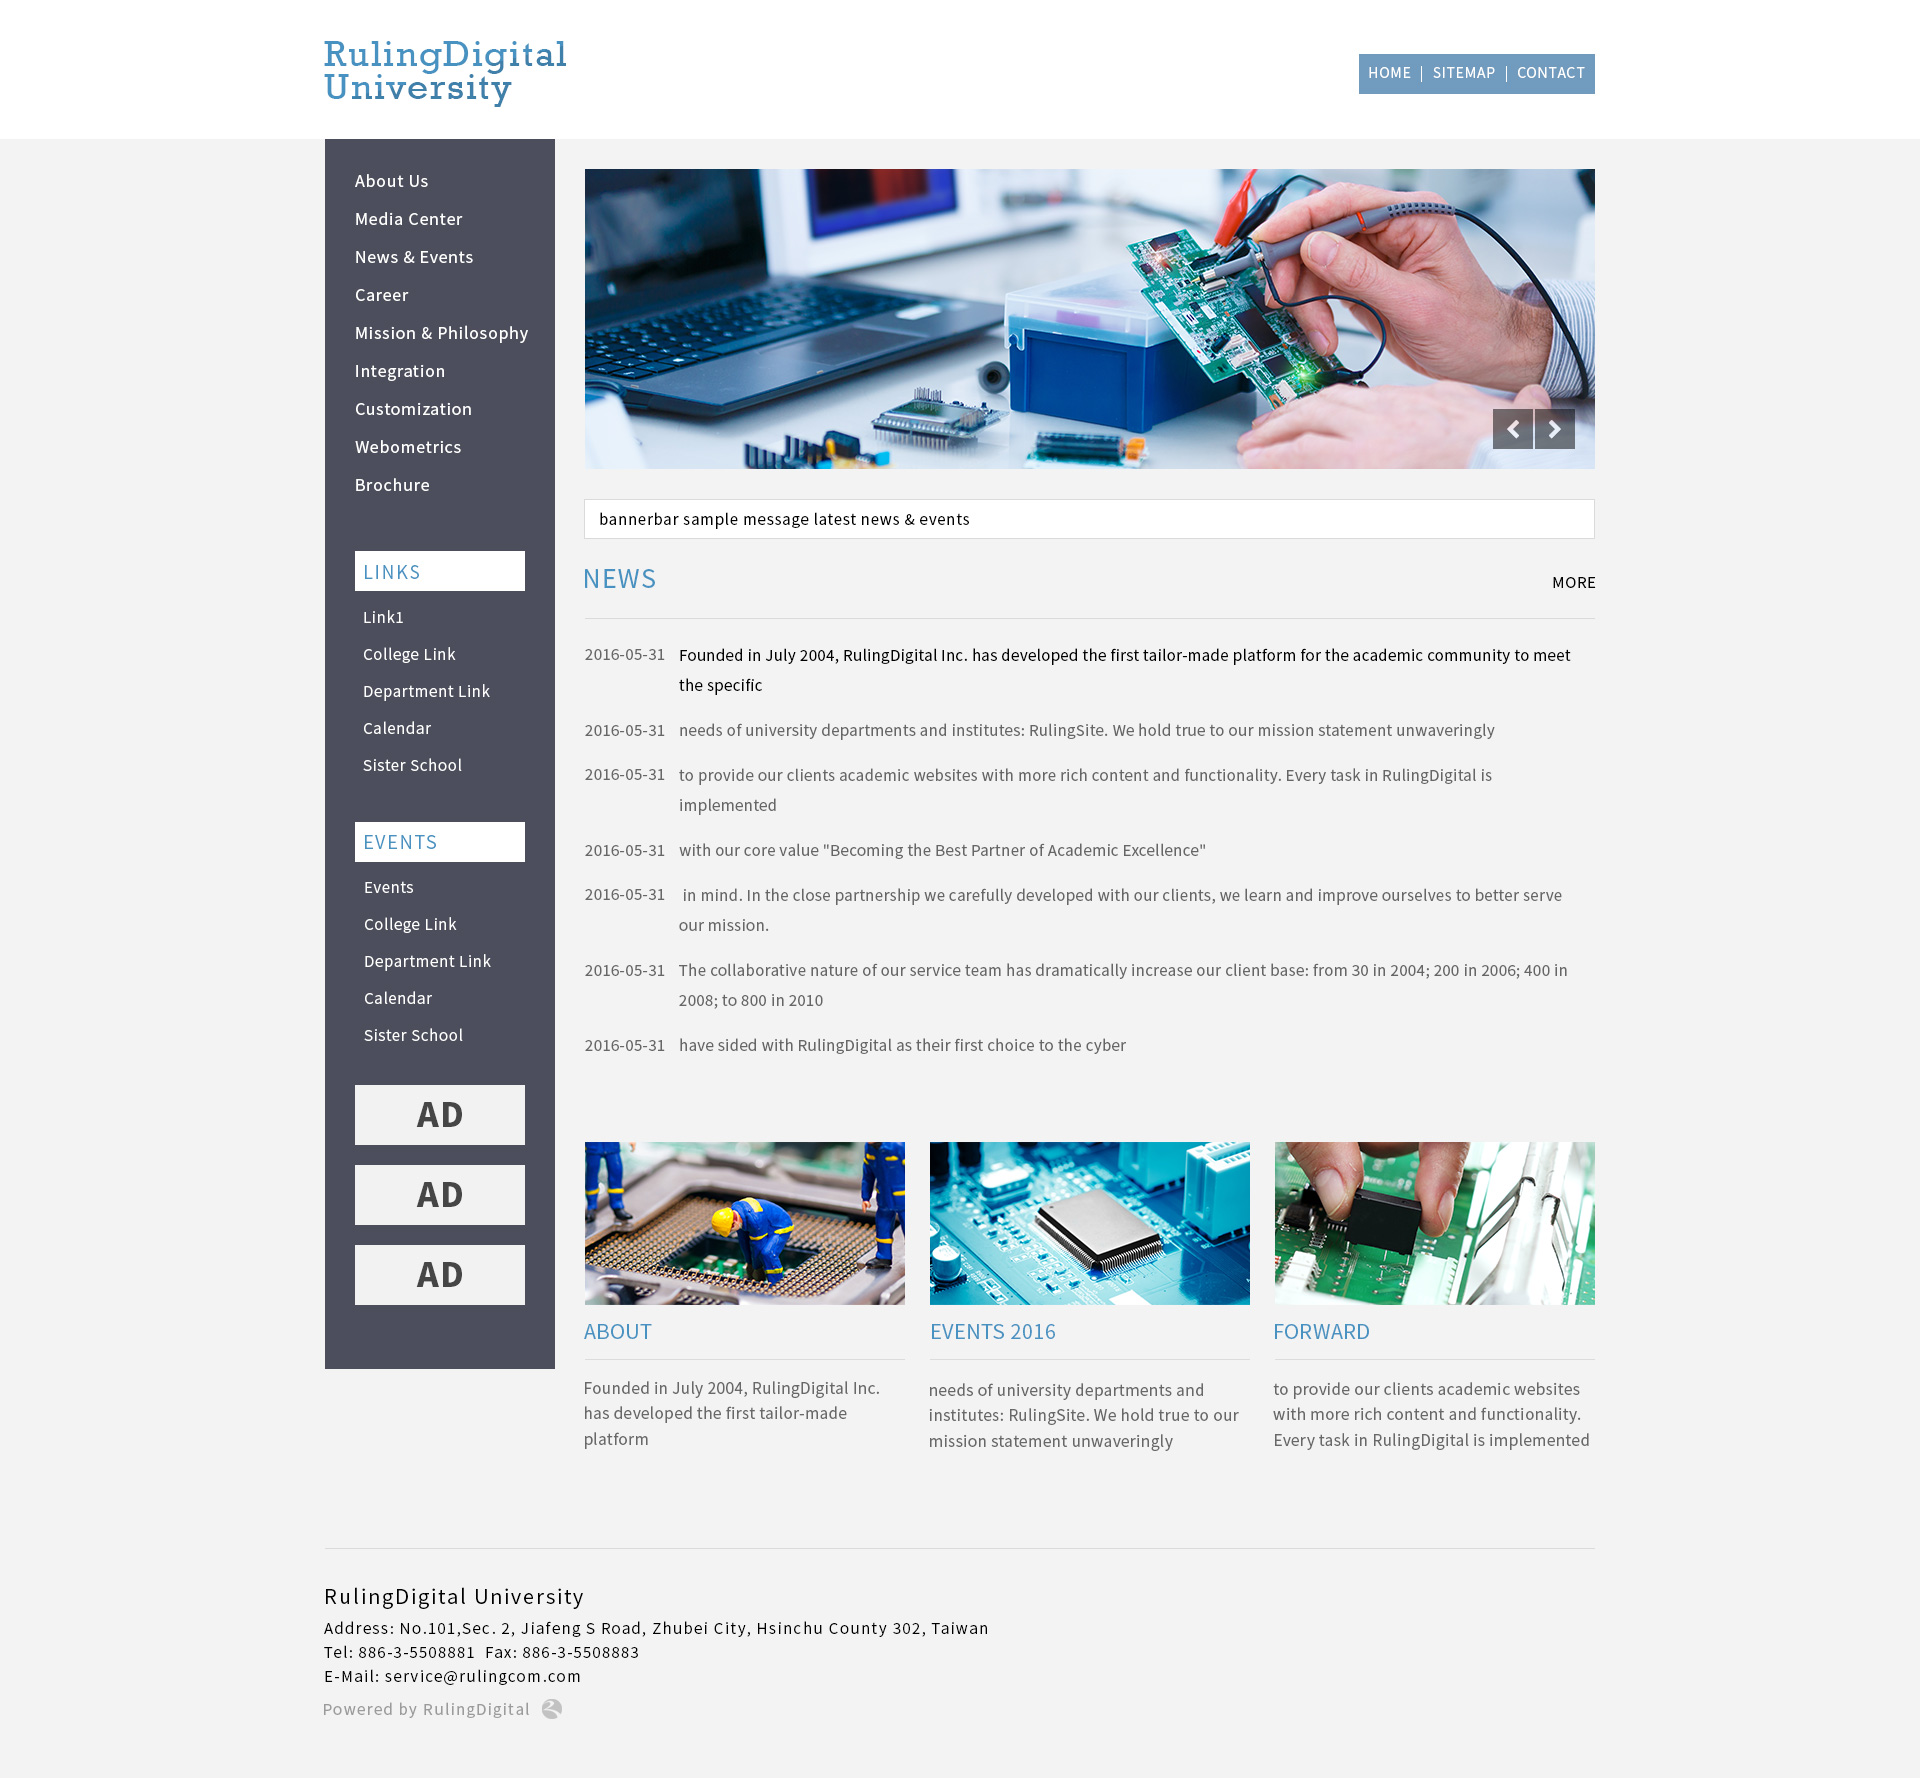 RulingDigital
University
HOME | SITEMAP | CONTACT
About Us
Media Center
News & Events
Career
Mission & Philosophy
Integration
Customization
Webometrics
Brochure
LINKS
Link1
College Link
Department Link
Calendar
Sister School
EVENTS
Events
College Link
Department Link
Calendar
Sister School
AD
AD
AD
bannerbar sample message latest news & events
NEWS
MORE
2016-05-31 Founded in July 2004, RulingDigital Inc. has developed the first tailor-made platform for the academic community to meet
the specific
2016-05-31 needs of university departments and institutes: RulingSite. We hold true to our mission statement unwaveringly
2016-05-31 to provide our clients academic websites with more rich content and functionality. Every task in RulingDigital is
implemented
2016-05-31 with our core value "Becoming the Best Partner of Academic Excellence"
2016-05-31 in mind. In the close partnership we carefully developed with our clients, we learn and improve ourselves to better serve
our mission.
2016-05-31 The collaborative nature of our service team has dramatically increase our client base: from 30 in 2004; 200 in 2006; 400 in
2008; to 800 in 2010
2016-05-31 have sided with RulingDigital as their first choice to the cyber
ABOUT
Founded in July 2004, RulingDigital Inc.
has developed the first tailor-made
platform
EVENTS 2016
needs of university departments and
institutes: RulingSite. We hold true to our
mission statement unwaveringly
FORWARD
to provide our clients academic websites
with more rich content and functionality.
Every task in RulingDigital is implemented
RulingDigital University
Address: No.101,Sec. 2, Jiafeng S Road, Zhubei City, Hsinchu County 302, Taiwan
Tel: 886-3-5508881  Fax: 886-3-5508883
E-Mail: service@rulingcom.com
Powered by RulingDigital